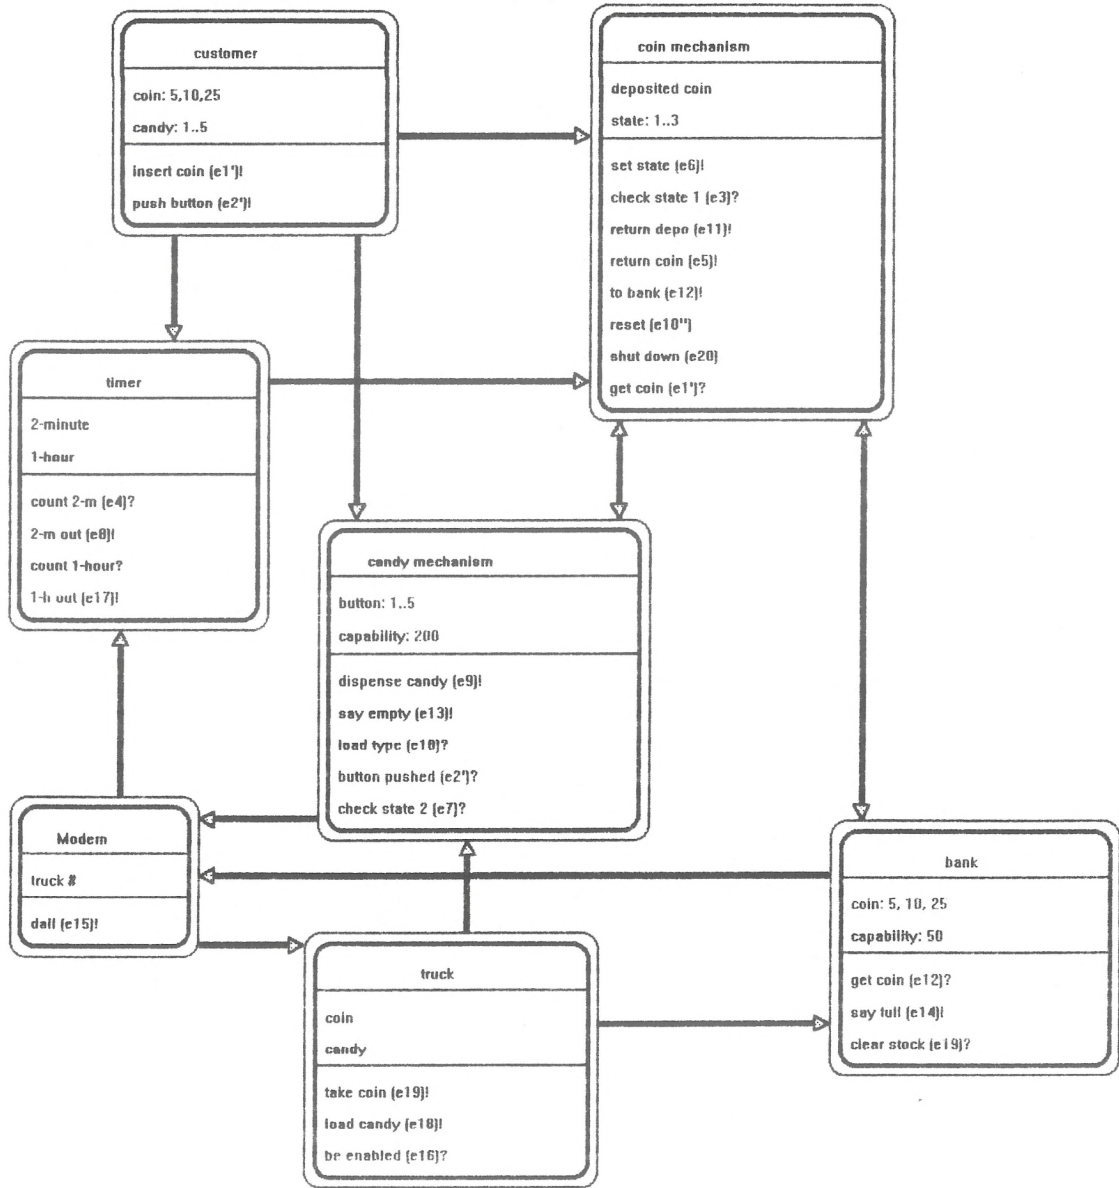 customer
coin: 5,10,25
candy: 1..5
insert coin (e1')!
push button (e2')!
coin mechanism
deposited coin
state: 1..3
set state (e6)!
check state 1 (e3)?
return depo (e11)!
return coin (e5)!
to bank (e12)!
reset (e10")
shut down (e20)
get coin (e1')?
timer
2-minute
1-hour
count 2-m (e4)?
2-m out (e8)!
count 1-hour?
1-h out (e17)!
candy mechanism
button: 1..5
capability: 200
dispense candy (e9)!
say empty (e13)!
load type (e18)?
button pushed (e2')?
check state 2 (e7)?
Modem
truck #
dail (e15)!
bank
coin: 5, 10, 25
capability: 50
get coin (e12)?
say full (e14)!
clear stock (e19)?
truck
coin
candy
take coin (e19)!
load candy (e18)!
be enabled (e16)?